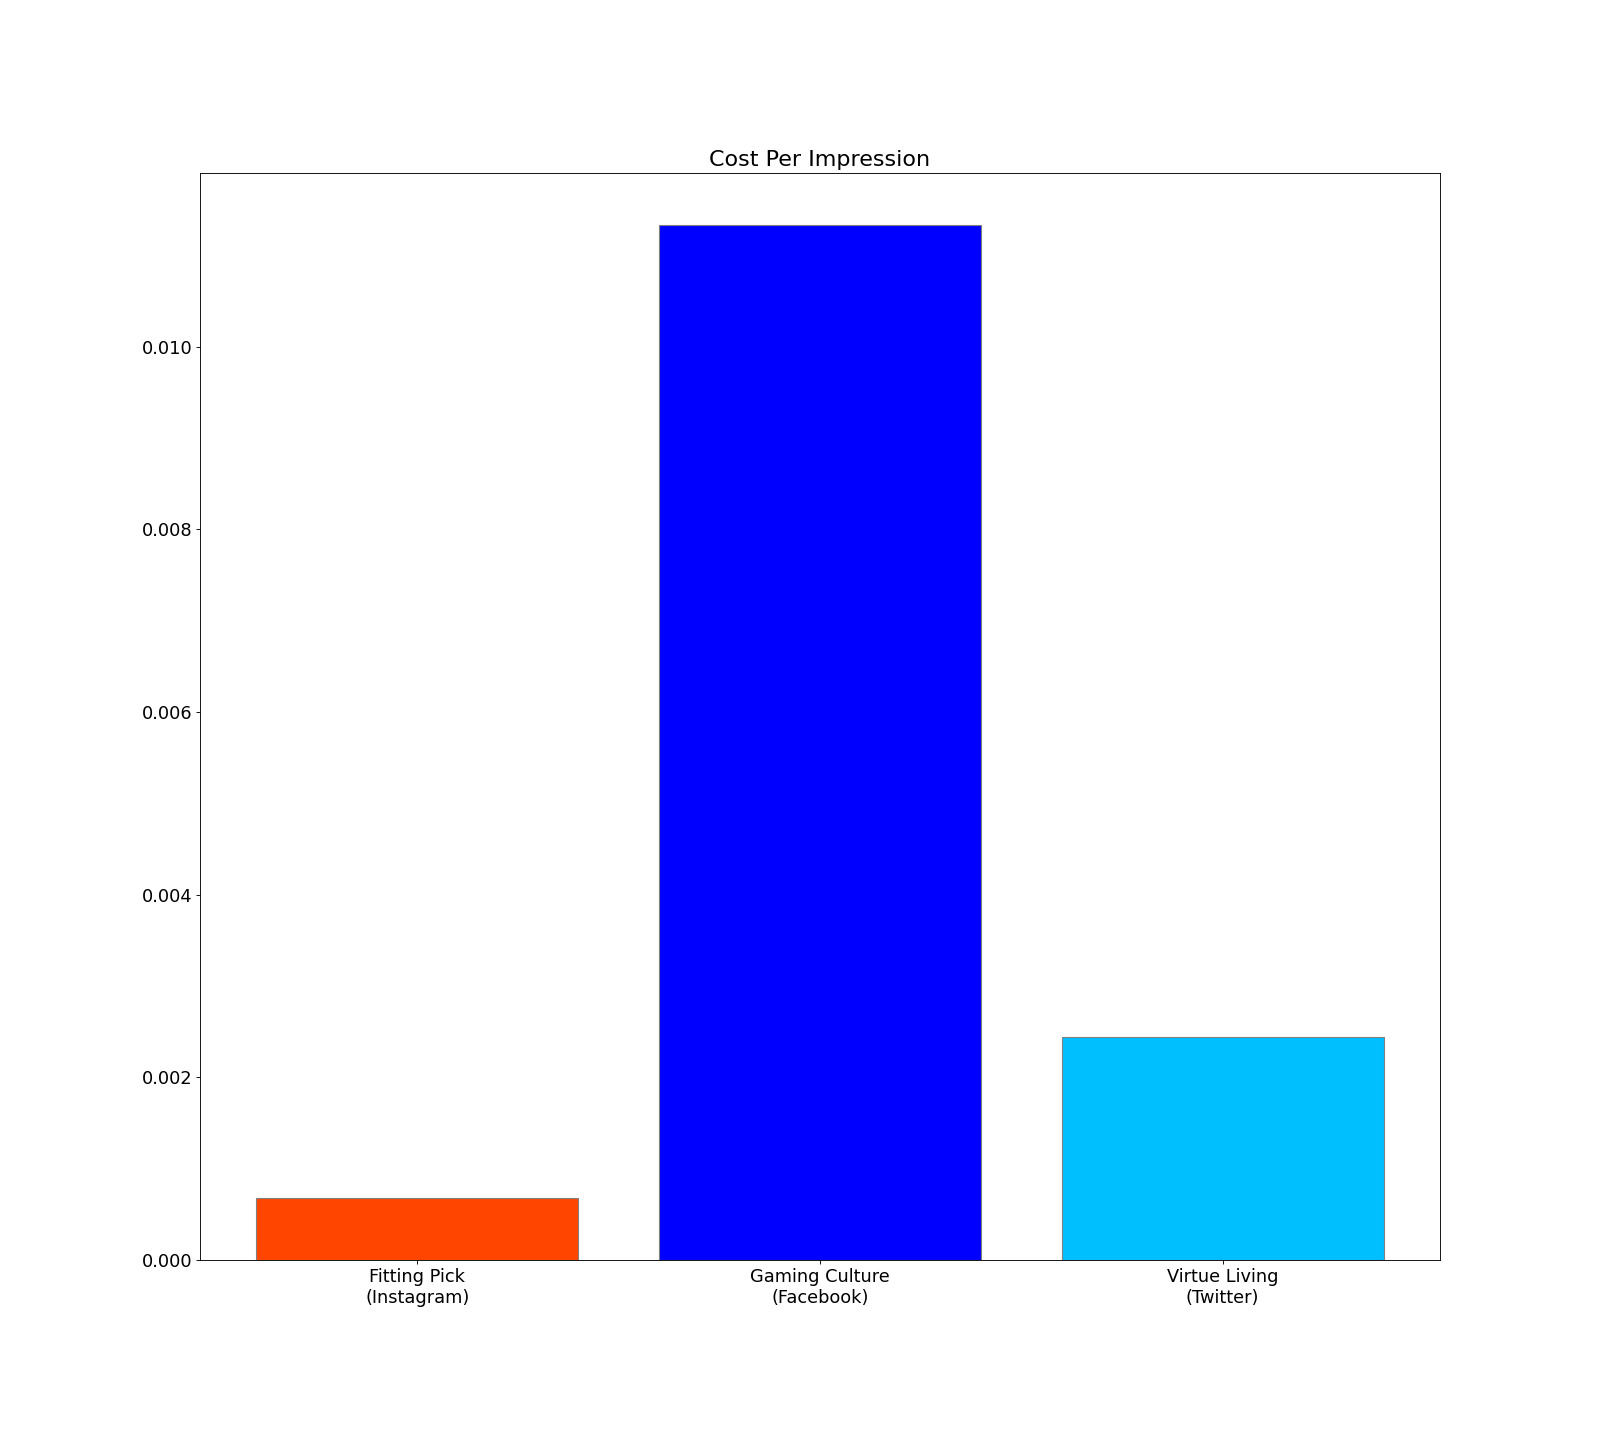 Cost Per Impression
0.010
0.008
0.006
0.004
0.002
0.000
Fitting Pick
(Instagram)
Gaming Culture
(Facebook)
Virtue Living
(Twitter)